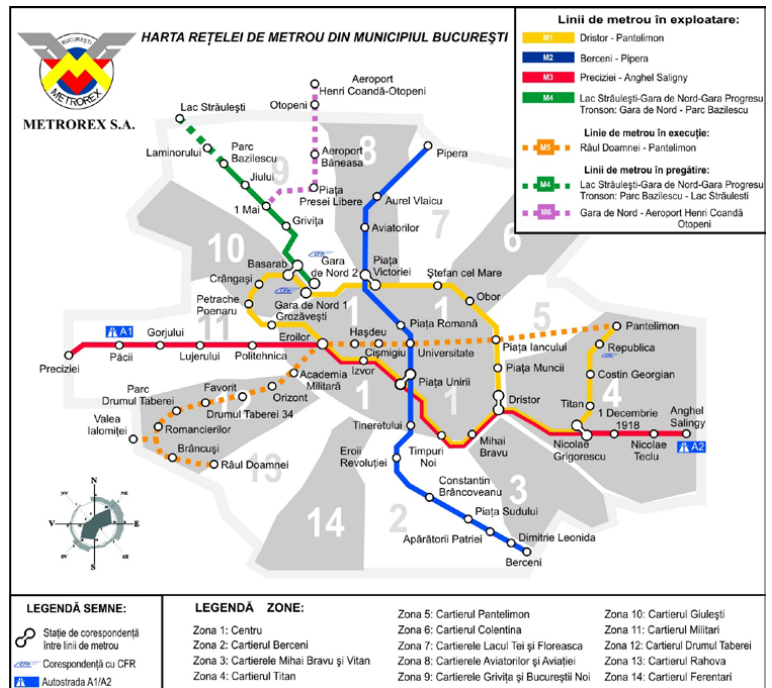 HARTA REȚELEI DE METROU DIN MUNICIPIUL BUCUREȘTI
BUCUREȘTI
METROREX
METROREX S.A.
Linii de metrou în exploatare:
M1 Dristor - Pantelimon
M2 Berceni - Pipera
M3 Preciziei - Anghel Saligny
M4 Lac Străulești-Gara de Nord-Gara Progresu
Tronson: Gara de Nord - Parc Bazilescu
Linie de metrou în execuție:
M5 Râul Doamnei - Pantelimon
Linii de metrou în pregătire:
M4 Lac Străulești-Gara de Nord-Gara Progresu
Tronson: Parc Bazilescu - Lac Străulesti
M6 Gara de Nord - Aeroport Henri Coandă
Otopeni
Aeroport
Henri Coandă-Otopeni
Otopeni
Lac Străulești
Laminorului
Parc
Bazilescu
Jiului
1 Mai
Grivița
Aeroport
Băneasa
Piața
Presei Libere
Pipera
Aurel Vlaicu
Aviatorilor
Piața
Victoriei
Ștefan cel Mare
Obor
Basarab
Gara
de Nord 2
CFR
Crângași
Petrache
Poenaru
Gara de Nord 1
CFR
Grozăvești
Eroilor
Hașdeu
Cișmigiu
Izvor
Piața Romană
Universitate
Piața Unirii
Piața Iancului
Piața Muncii
Dristor
Pantelimon
Republica
CFR
Costin Georgian
Titan
1 Decembrie
1918
Anghel
Saligny
A2
Nicolae
Grigorescu
Nicolae
Teclu
A1
Preciziei
Păcii
Gorjului
Lujerului
Politehnica
Academia
Militară
Orizont
Favorit
Drumul Taberei 34
Parc
Drumul Taberei
Romancierilor
Valea
Ialomiței
Brâncuși
Râul Doamnei
Tineretului
Eroii
Revoluției
Timpuri
Noi
Mihai
Bravu
Constantin
Brâncoveanu
Piața Sudului
Apărătorii Patriei
Dimitrie Leonida
Berceni
9
8
7
6
10
11
1
1
5
4
12
1
1
13
14
2
3
N
V
E
S
LEGENDĂ SEMNE:
Stație de corespondență
între linii de metrou
CFR Corespondență cu CFR
A Autostrada A1/A2
LEGENDĂ ZONE:
Zona 1: Centru
Zona 2: Cartierul Berceni
Zona 3: Cartierele Mihai Bravu și Vitan
Zona 4: Cartierul Titan
Zona 5: Cartierul Pantelimon
Zona 6: Cartierul Colentina
Zona 7: Cartierele Lacul Tei și Floreasca
Zona 8: Cartierele Aviatorilor și Aviației
Zona 9: Cartierele Grivița și Bucureștii Noi
Zona 10: Cartierul Giulești
Zona 11: Cartierul Militari
Zona 12: Cartierul Drumul Taberei
Zona 13: Cartierul Rahova
Zona 14: Cartierul Ferentari